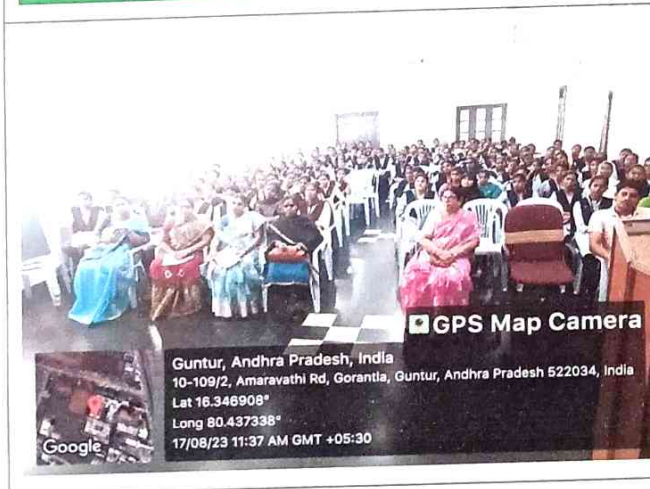 GPS Map Camera
Guntur, Andhra Pradesh, India
10-109/2, Amaravathi Rd, Gorantla, Guntur, Andhra Pradesh 522034, India
Lat 16.346908°
Long 80.437338°
17/08/23 11:37 AM GMT +05:30
Google